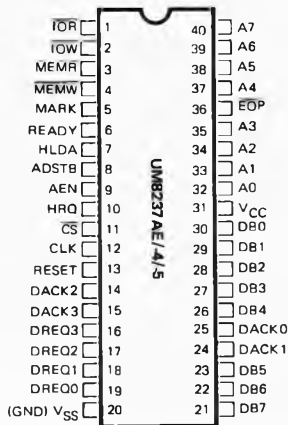 IOR 1 40 A7
IOW 2 39 A6
MEMR 3 38 A5
MEMW 4 37 A4
MARK 5 36 EOP
READY 6 35 A3
HLDA 7 34 A2
ADSTB 8 33 A1
AEN 9 32 A0
HRQ 10 31 VCC
CS 11 30 DB0
CLK 12 29 DB1
RESET 13 28 DB2
DACK2 14 27 DB3
DACK3 15 26 DB4
DREQ3 16 25 DACK0
DREQ2 17 24 DACK1
DREQ1 18 23 DB5
DREQ0 19 22 DB6
(GND) VSS 20 21 DB7
UM8237AE/-4/-5